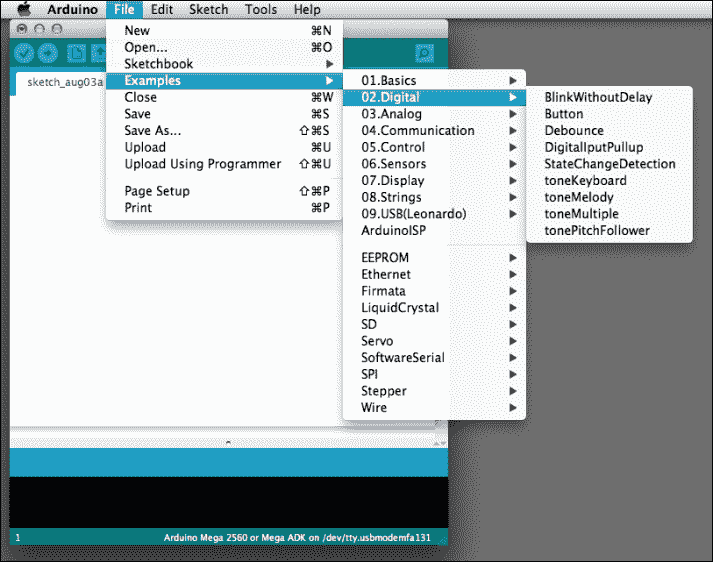 Arduino File Edit Sketch Tools Help
New ⌘N
Open... ⌘O
Sketchbook
Examples
Close ⌘W
Save ⌘S
Save As... ⇧⌘S
Upload ⌘U
Upload Using Programmer ⇧⌘U
Page Setup ⇧⌘P
Print ⌘P
sketch_aug03a
01.Basics
02.Digital
03.Analog
04.Communication
05.Control
06.Sensors
07.Display
08.Strings
09.USB(Leonardo)
ArduinoISP
EEPROM
Ethernet
Firmata
LiquidCrystal
SD
Servo
SoftwareSerial
SPI
Stepper
Wire
BlinkWithoutDelay
Button
Debounce
DigitalIputPullup
StateChangeDetection
toneKeyboard
toneMelody
toneMultiple
tonePitchFollower
1 Arduino Mega 2560 or Mega ADK on /dev/tty.usbmodemfa131